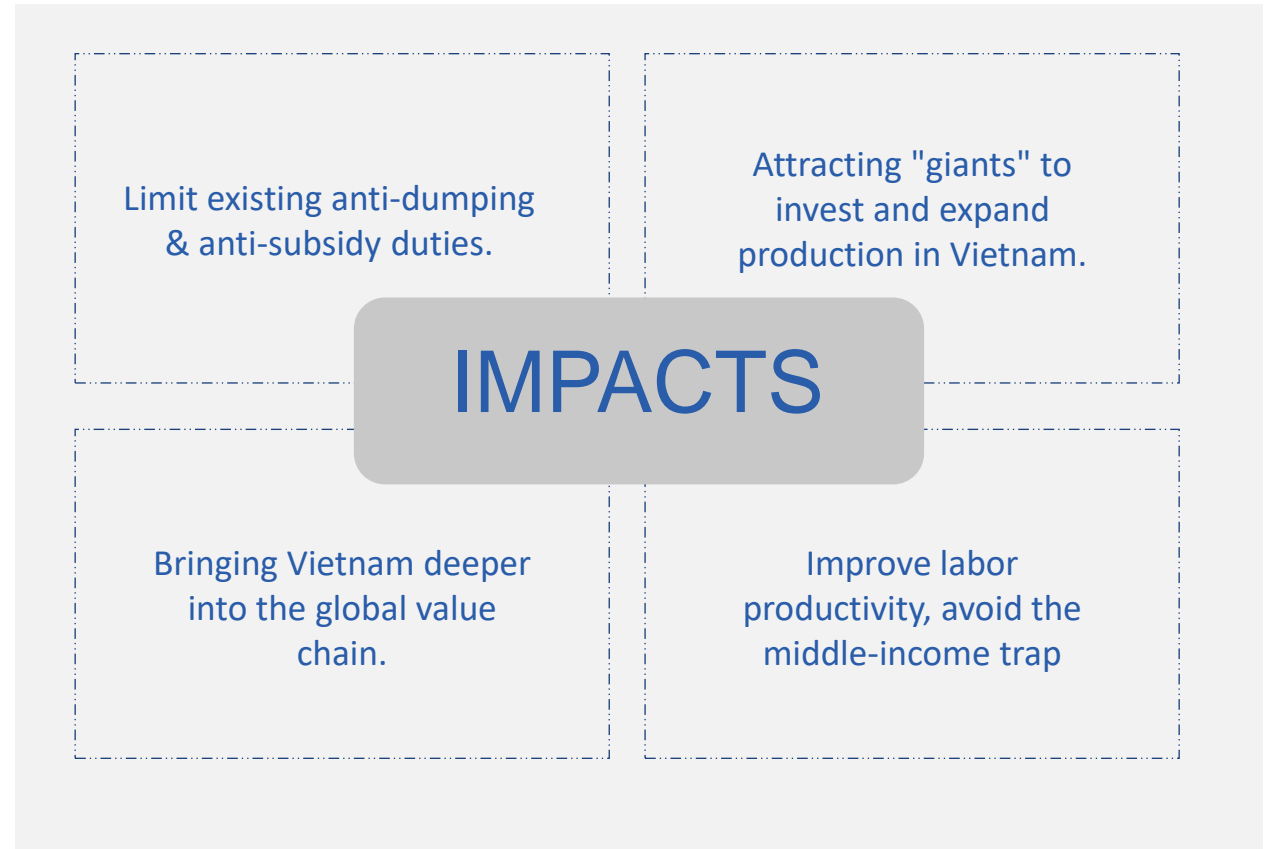 Limit existing anti-dumping
& anti-subsidy duties.
Attracting "giants" to
invest and expand
production in Vietnam.
IMPACTS
Bringing Vietnam deeper
into the global value
chain.
Improve labor
productivity, avoid the
middle-income trap